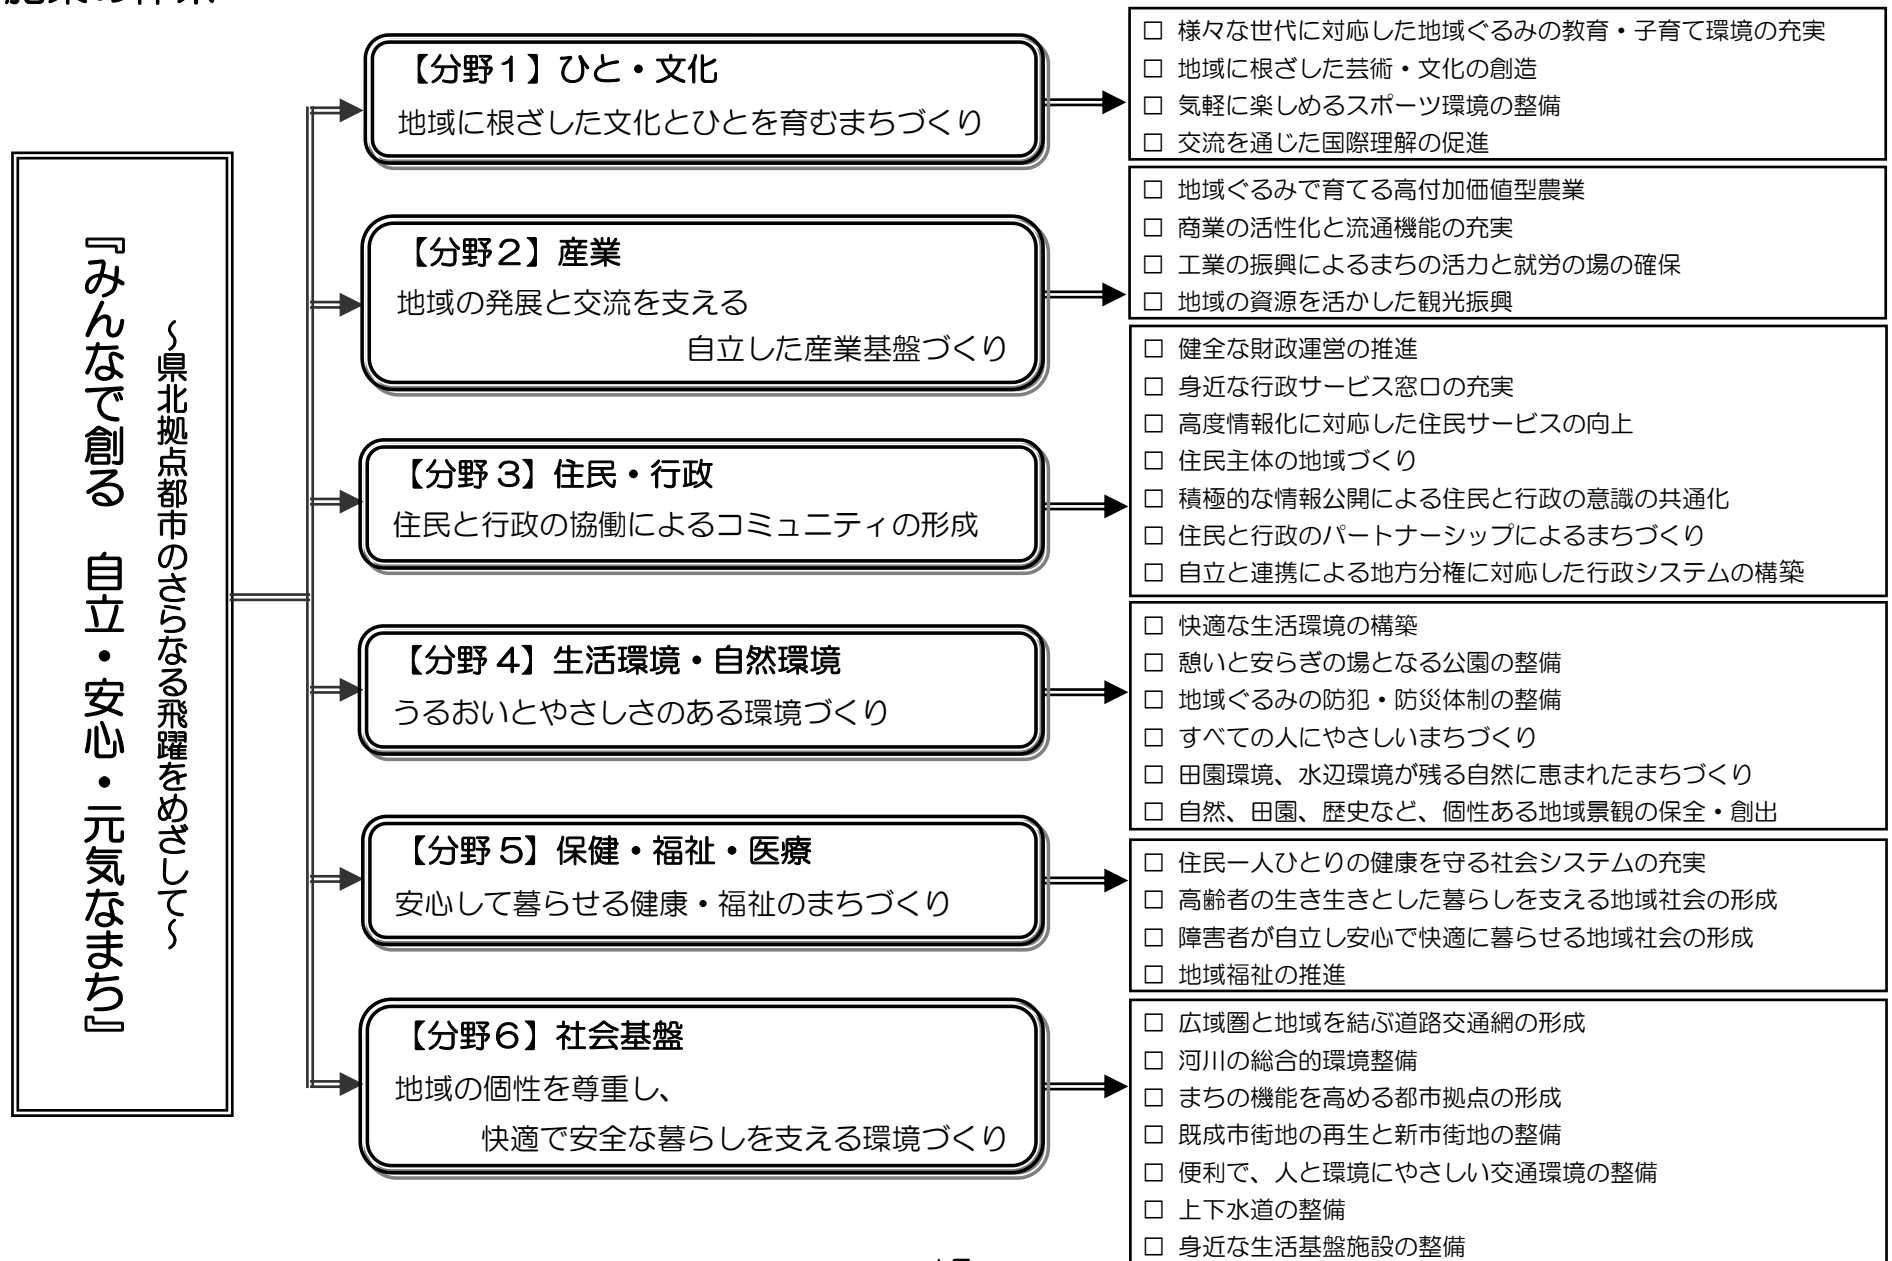 施策の体系
『みんなで創る　自立・安心・元気なまち』
～県北拠点都市のさらなる飛躍をめざして～
【分野１】ひと・文化
地域に根ざした文化とひとを育むまちづくり
□ 様々な世代に対応した地域ぐるみの教育・子育て環境の充実
□ 地域に根ざした芸術・文化の創造
□ 気軽に楽しめるスポーツ環境の整備
□ 交流を通じた国際理解の促進
【分野２】産業
地域の発展と交流を支える
自立した産業基盤づくり
□ 地域ぐるみで育てる高付加価値型農業
□ 商業の活性化と流通機能の充実
□ 工業の振興によるまちの活力と就労の場の確保
□ 地域の資源を活かした観光振興
【分野３】住民・行政
住民と行政の協働によるコミュニティの形成
□ 健全な財政運営の推進
□ 身近な行政サービス窓口の充実
□ 高度情報化に対応した住民サービスの向上
□ 住民主体の地域づくり
□ 積極的な情報公開による住民と行政の意識の共通化
□ 住民と行政のパートナーシップによるまちづくり
□ 自立と連携による地方分権に対応した行政システムの構築
【分野４】生活環境・自然環境
うるおいとやさしさのある環境づくり
□ 快適な生活環境の構築
□ 憩いと安らぎの場となる公園の整備
□ 地域ぐるみの防犯・防災体制の整備
□ すべての人にやさしいまちづくり
□ 田園環境、水辺環境が残る自然に恵まれたまちづくり
□ 自然、田園、歴史など、個性ある地域景観の保全・創出
【分野５】保健・福祉・医療
安心して暮らせる健康・福祉のまちづくり
□ 住民一人ひとりの健康を守る社会システムの充実
□ 高齢者の生き生きとした暮らしを支える地域社会の形成
□ 障害者が自立し安心で快適に暮らせる地域社会の形成
□ 地域福祉の推進
【分野６】社会基盤
地域の個性を尊重し、
快適で安全な暮らしを支える環境づくり
□ 広域圏と地域を結ぶ道路交通網の形成
□ 河川の総合的環境整備
□ まちの機能を高める都市拠点の形成
□ 既成市街地の再生と新市街地の整備
□ 便利で、人と環境にやさしい交通環境の整備
□ 上下水道の整備
□ 身近な生活基盤施設の整備